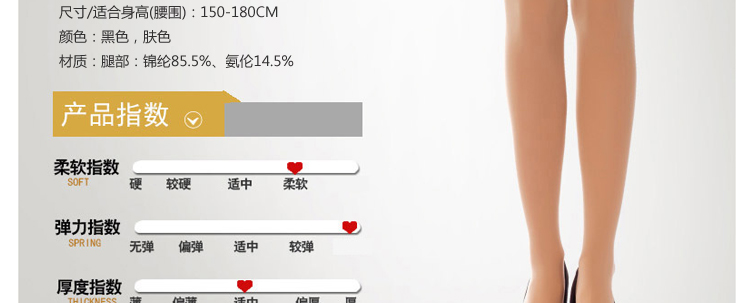 尺寸/适合身高(腰围)：150-180CM
颜色：黑色，肤色
材质：腿部：锦纶85.5%、氨伦14.5%
产品指数
柔软指数
SOFT
硬 较硬 适中 柔软
弹力指数
SPRING
无弹 偏弹 适中 较弹
厚度指数
THICKNESS
薄 偏薄 适中 偏厚 厚